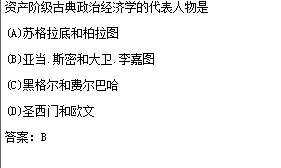 资产阶级古典政治经济学的代表人物是
(A)苏格拉底和柏拉图
(B)亚当.斯密和大卫.李嘉图
(C)黑格尔和费尔巴哈
(D)圣西门和欧文
答案：B